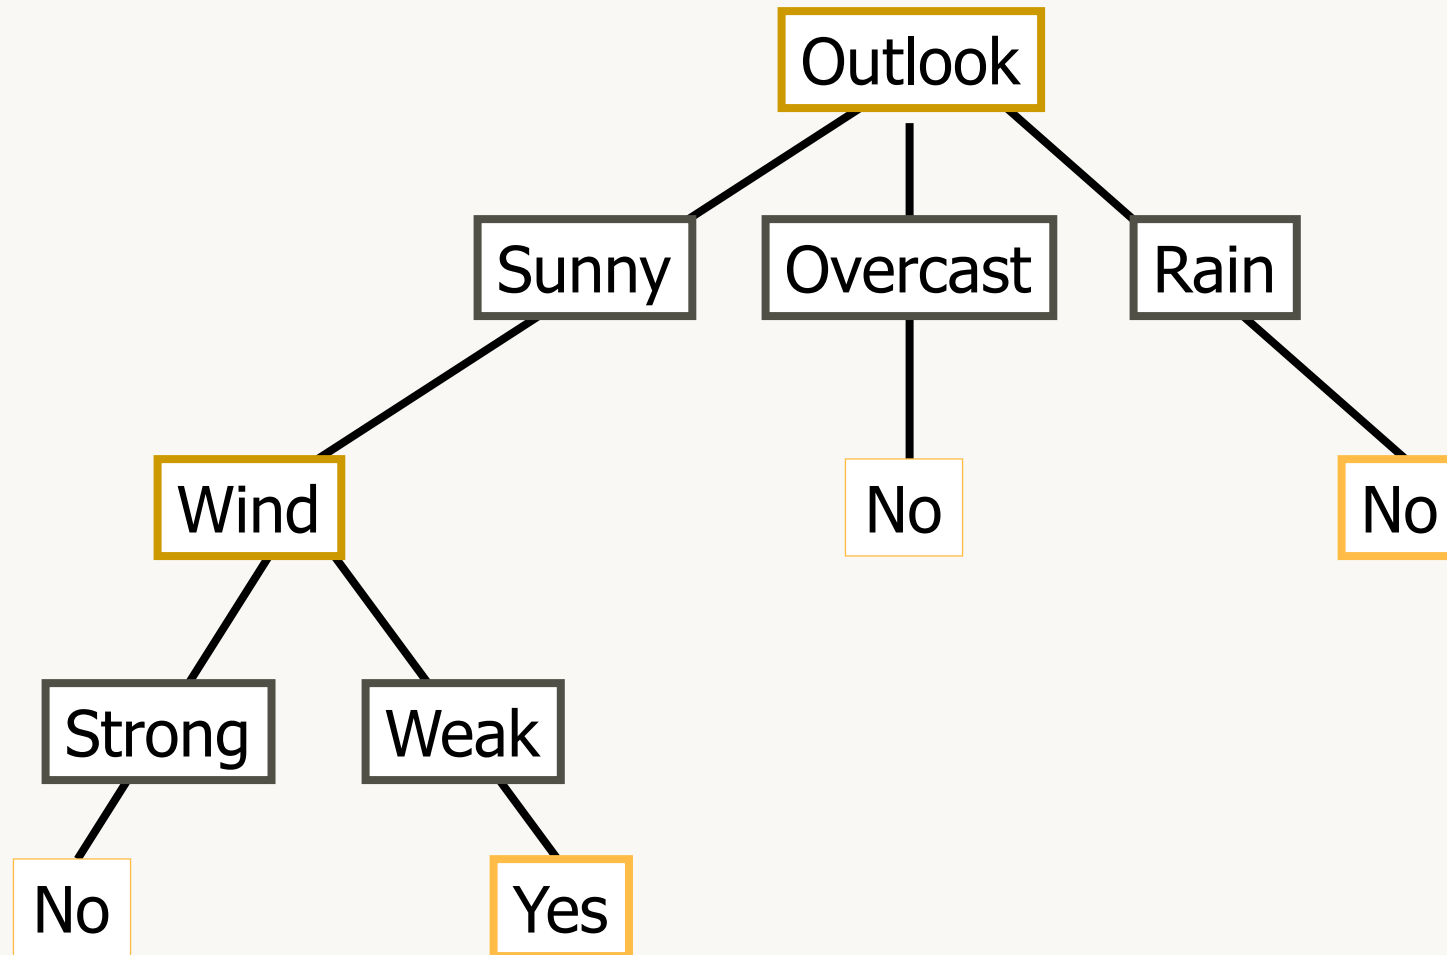 Outlook
Sunny
Overcast
Rain
Wind
No
No
Strong
Weak
No
Yes